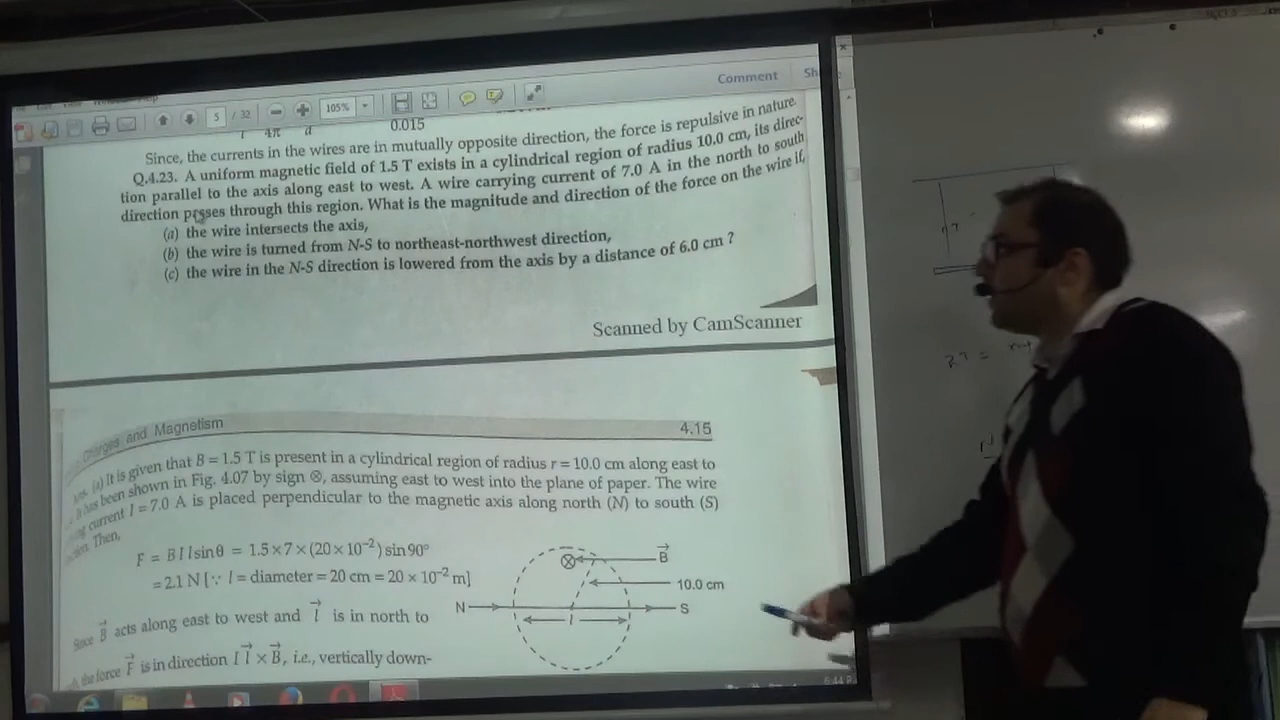 Comment
5 / 32
105%
0.015
Since, the currents in the wires are in mutually opposite direction, the force is repulsive in nature.
Q.4.23. A uniform magnetic field of 1.5 T exists in a cylindrical region of radius 10.0 cm, its direc-
tion parallel to the axis along east to west. A wire carrying current of 7.0 A in the north to south
direction passes through this region. What is the magnitude and direction of the force on the wire if,
(a) the wire intersects the axis,
(b) the wire is turned from N-S to northeast-northwest direction,
(c) the wire in the N-S direction is lowered from the axis by a distance of 6.0 cm ?
Scanned by CamScanner
Charges and Magnetism
4.15
(a) It is given that B = 1.5 T is present in a cylindrical region of radius r = 10.0 cm along east to
has been shown in Fig. 4.07 by sign ⊗, assuming east to west into the plane of paper. The wire
current I = 7.0 A is placed perpendicular to the magnetic axis along north (N) to south (S)
Then,
F = B I l sin θ = 1.5 × 7 × (20 × 10⁻²) sin 90°
= 2.1 N [∵ l = diameter = 20 cm = 20 × 10⁻² m]
Since B⃗ acts along east to west and l⃗ is in north to
the force F⃗ is in direction I l⃗ × B⃗, i.e., vertically down-
B⃗
10.0 cm
N
S
l
6:44 P